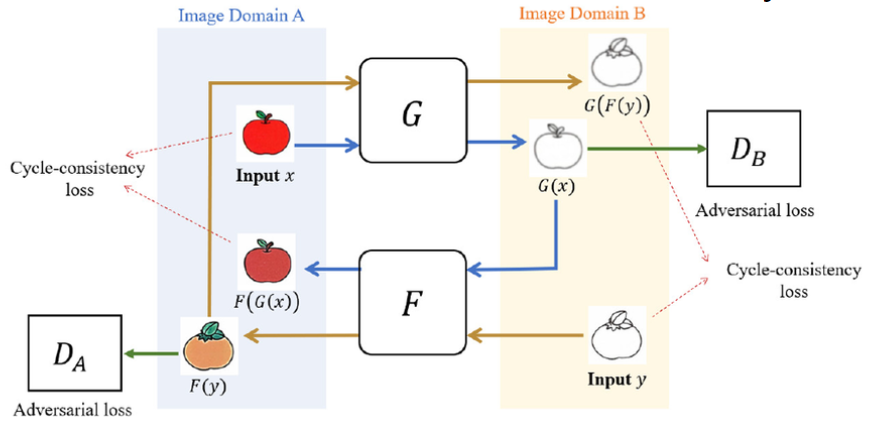 Image Domain A
Image Domain B
G
G(F(y))
Input x
G(x)
D_B
Adversarial loss
Cycle-consistency
loss
F(G(x))
F
Cycle-consistency
loss
D_A
F(y)
Input y
Adversarial loss